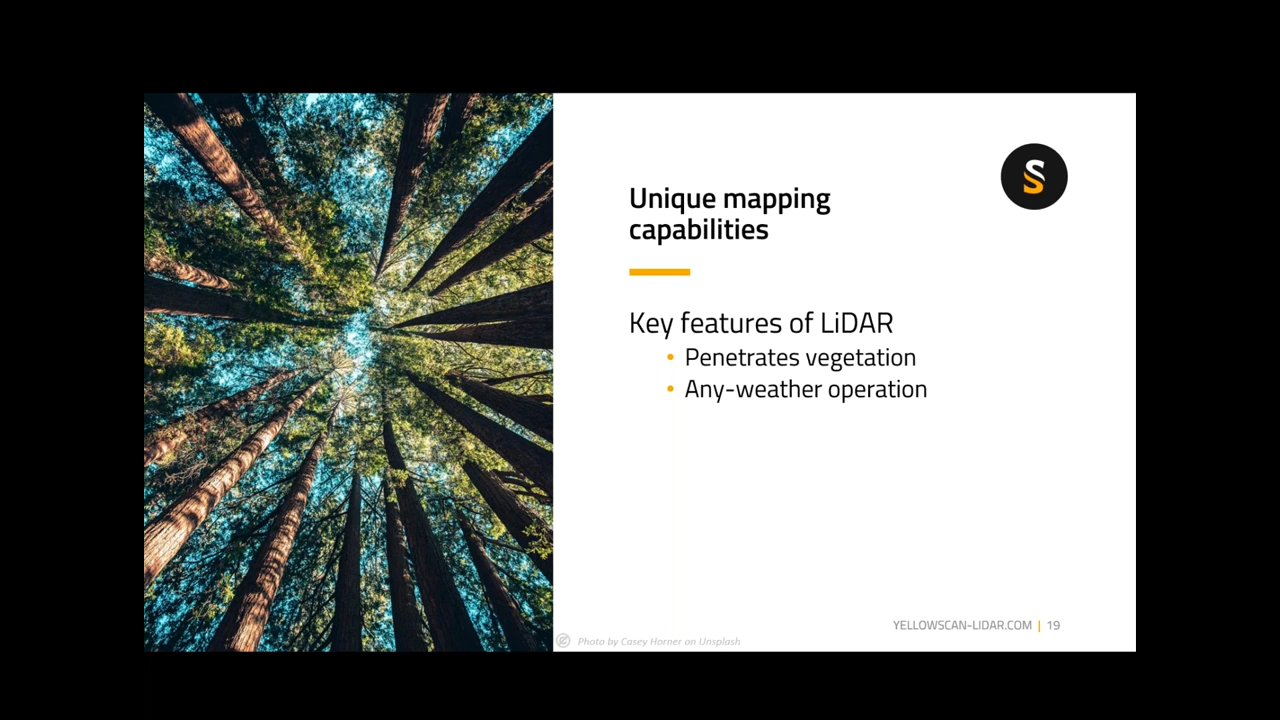 Unique mapping
capabilities
S
Key features of LiDAR
• Penetrates vegetation
• Any-weather operation
YELLOWSCAN-LIDAR.COM | 19
Photo by Casey Horner on Unsplash